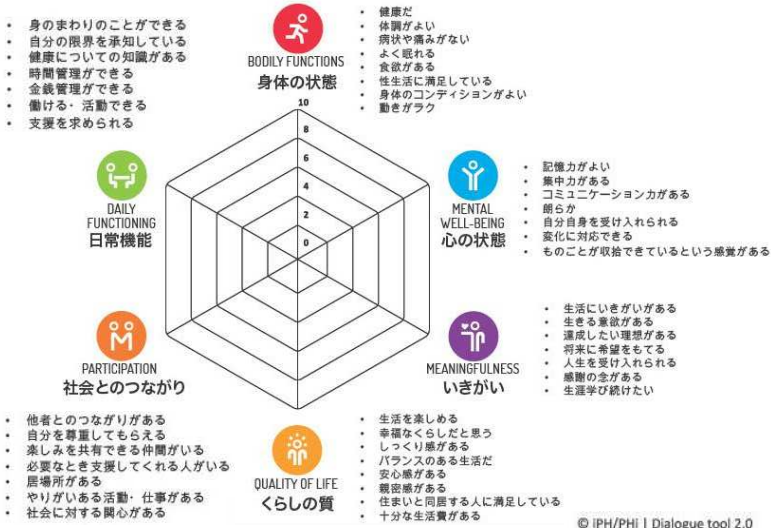 BODILY FUNCTIONS
身体の状態
• 健康だ
• 体調がよい
• 病状や痛みがない
• よく眠れる
• 食欲がある
• 性生活に満足している
• 身体のコンディションがよい
• 動きがラク
• 身のまわりのことができる
• 自分の限界を承知している
• 健康についての知識がある
• 時間管理ができる
• 金銭管理ができる
• 働ける・活動できる
• 支援を求められる
DAILY
FUNCTIONING
日常機能
10
8
6
4
2
0
MENTAL
WELL-BEING
心の状態
• 記憶力がよい
• 集中力がある
• コミュニケーション力がある
• 朗らか
• 自分自身を受け入れられる
• 変化に対応できる
• ものごとが収拾できているという感覚がある
PARTICIPATION
社会とのつながり
• 他者とのつながりがある
• 自分を尊重してもらえる
• 楽しみを共有できる仲間がいる
• 必要なとき支援してくれる人がいる
• 居場所がある
• やりがいある活動・仕事がある
• 社会に対する関心がある
MEANINGFULNESS
いきがい
• 生活にいきがいがある
• 生きる意欲がある
• 達成したい理想がある
• 将来に希望をもてる
• 人生を受け入れられる
• 感謝の念がある
• 生涯学び続けたい
QUALITY OF LIFE
くらしの質
• 生活を楽しめる
• 幸福なくらしだと思う
• しっくり感がある
• バランスのある生活だ
• 安心感がある
• 親密感がある
• 住まいと同居する人に満足している
• 十分な生活費がある
© iPH/PHi | Dialogue tool 2.0